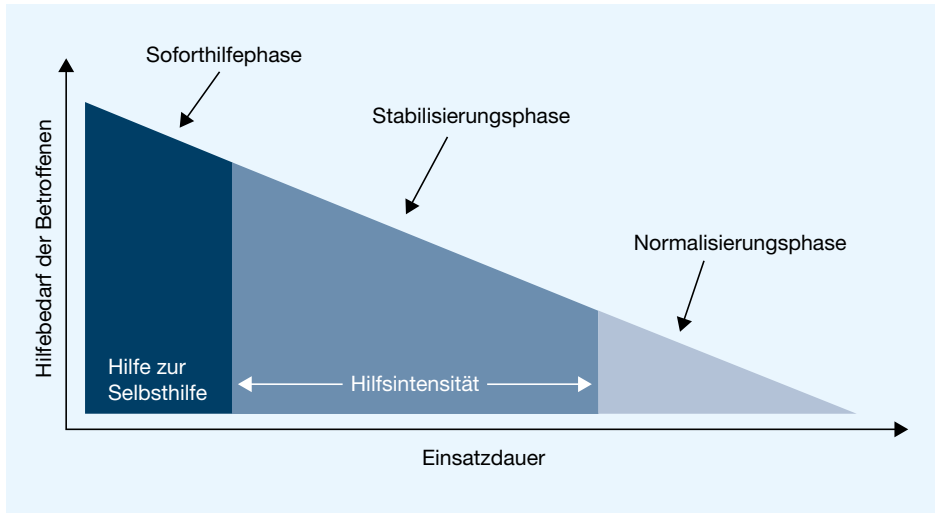 Soforthilfephase
Stabilisierungsphase
Normalisierungsphase
Hilfebedarf der Betroffenen
Hilfe zur
Selbsthilfe
Hilfsintensität
Einsatzdauer